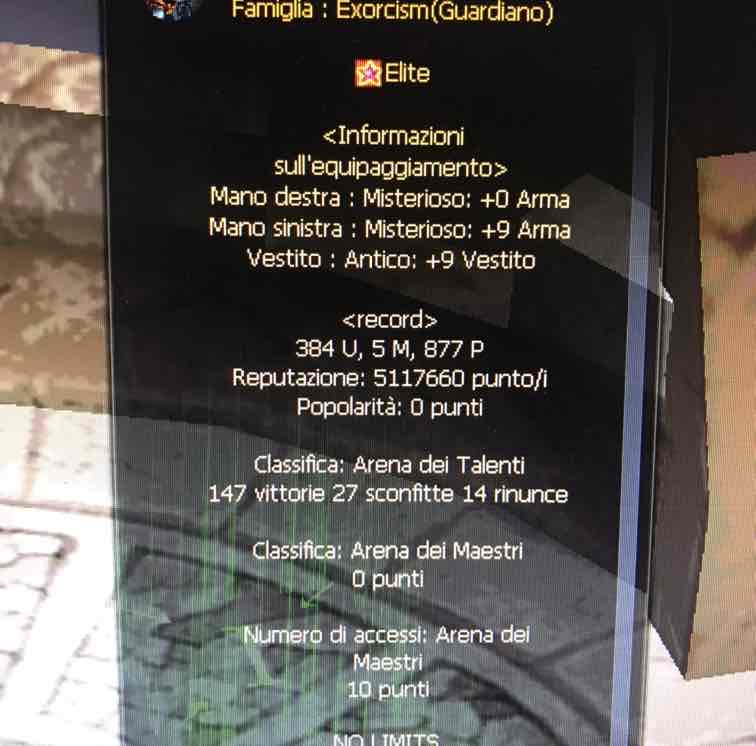 Famiglia : Exorcism(Guardiano)
Elite
<Informazioni
sull'equipaggiamento>
Mano destra : Misterioso: +0 Arma
Mano sinistra : Misterioso: +9 Arma
Vestito : Antico: +9 Vestito
<record>
384 U, 5 M, 877 P
Reputazione: 5117660 punto/i
Popolarità: 0 punti
Classifica: Arena dei Talenti
147 vittorie 27 sconfitte 14 rinunce
Classifica: Arena dei Maestri
0 punti
Numero di accessi: Arena dei
Maestri
10 punti
NO LIMITS